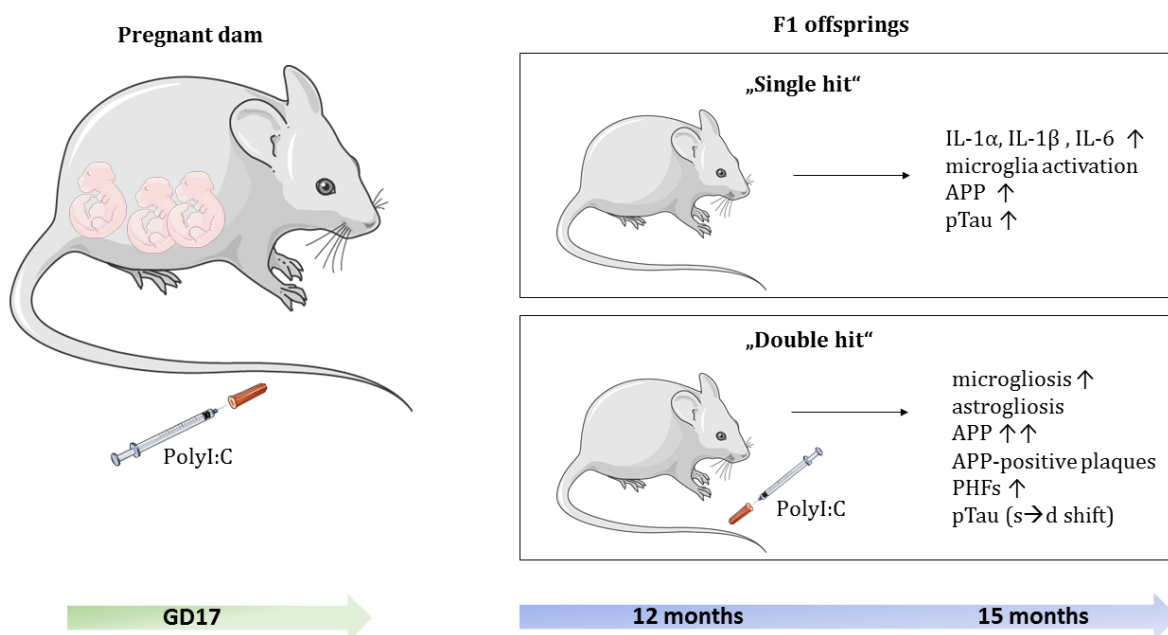 Pregnant dam
PolyI:C
GD17
F1 offsprings
„Single hit“
IL-1α, IL-1β , IL-6 ↑
microglia activation
APP ↑
pTau ↑
„Double hit“
PolyI:C
microgliosis ↑
astrogliosis
APP ↑ ↑
APP-positive plaques
PHFs ↑
pTau (s→d shift)
12 months
15 months